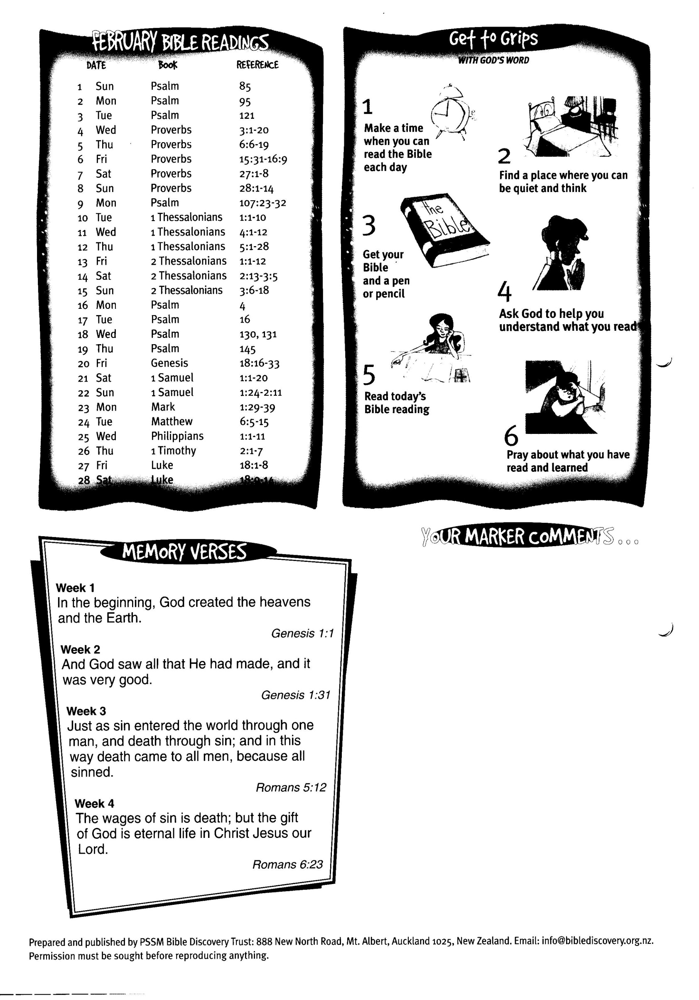 FEBRUARY BIBLE READINGS
DATE Book REFERENCE
1 Sun Psalm 85
2 Mon Psalm 95
3 Tue Psalm 121
4 Wed Proverbs 3:1-20
5 Thu Proverbs 6:6-19
6 Fri Proverbs 15:31-16:9
7 Sat Proverbs 27:1-8
8 Sun Proverbs 28:1-14
9 Mon Psalm 107:23-32
10 Tue 1 Thessalonians 1:1-10
11 Wed 1 Thessalonians 4:1-12
12 Thu 1 Thessalonians 5:1-28
13 Fri 2 Thessalonians 1:1-12
14 Sat 2 Thessalonians 2:13-3:5
15 Sun 2 Thessalonians 3:6-18
16 Mon Psalm 4
17 Tue Psalm 16
18 Wed Psalm 130, 131
19 Thu Psalm 145
20 Fri Genesis 18:16-33
21 Sat 1 Samuel 1:1-20
22 Sun 1 Samuel 1:24-2:11
23 Mon Mark 1:29-39
24 Tue Matthew 6:5-15
25 Wed Philippians 1:1-11
26 Thu 1 Timothy 2:1-7
27 Fri Luke 18:1-8
28 Sat Luke 18:9-14
Get to Grips
WITH GOD'S WORD
1
Make a time
when you can
read the Bible
each day
2
Find a place where you can
be quiet and think
3
the
Bible
Get your
Bible
and a pen
or pencil
4
Ask God to help you
understand what you read
5
Read today's
Bible reading
6
Pray about what you have
read and learned
MEMORY VERSES
Week 1
In the beginning, God created the heavens
and the Earth.
Genesis 1:1
Week 2
And God saw all that He had made, and it
was very good.
Genesis 1:31
Week 3
Just as sin entered the world through one
man, and death through sin; and in this
way death came to all men, because all
sinned.
Romans 5:12
Week 4
The wages of sin is death; but the gift
of God is eternal life in Christ Jesus our
Lord.
Romans 6:23
YOUR MARKER COMMENTS...
Prepared and published by PSSM Bible Discovery Trust: 888 New North Road, Mt. Albert, Auckland 1025, New Zealand. Email: info@biblediscovery.org.nz.
Permission must be sought before reproducing anything.